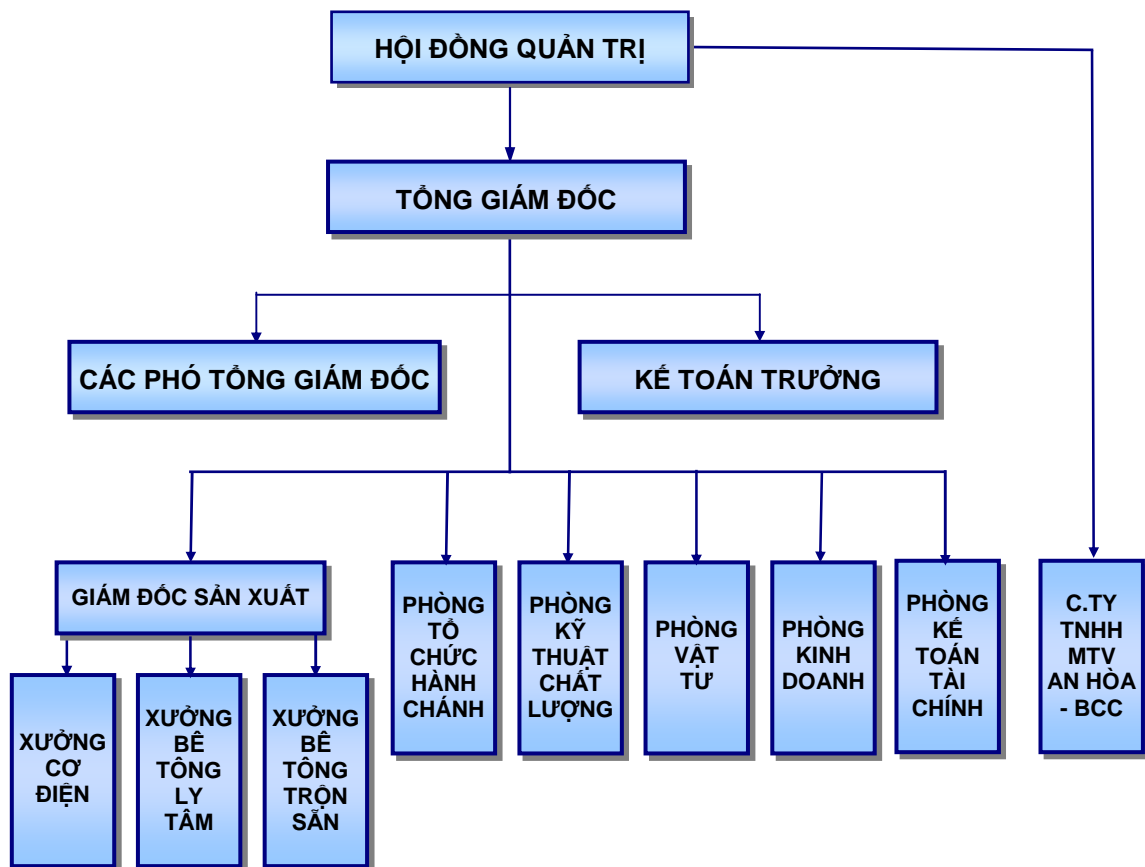 HỘI ĐỒNG QUẢN TRỊ
TỔNG GIÁM ĐỐC
CÁC PHÓ TỔNG GIÁM ĐỐC
KẾ TOÁN TRƯỞNG
GIÁM ĐỐC SẢN XUẤT
XƯỞNG
CƠ
ĐIỆN
XƯỞNG
BÊ
TÔNG
LY
TÂM
XƯỞNG
BÊ
TÔNG
TRỘN
SẴN
PHÒNG
TỔ
CHỨC
HÀNH
CHÁNH
PHÒNG
KỸ
THUẬT
CHẤT
LƯỢNG
PHÒNG
VẬT
TƯ
PHÒNG
KINH
DOANH
PHÒNG
KẾ
TOÁN
TÀI
CHÍNH
C.TY
TNHH
MTV
AN HÒA
- BCC